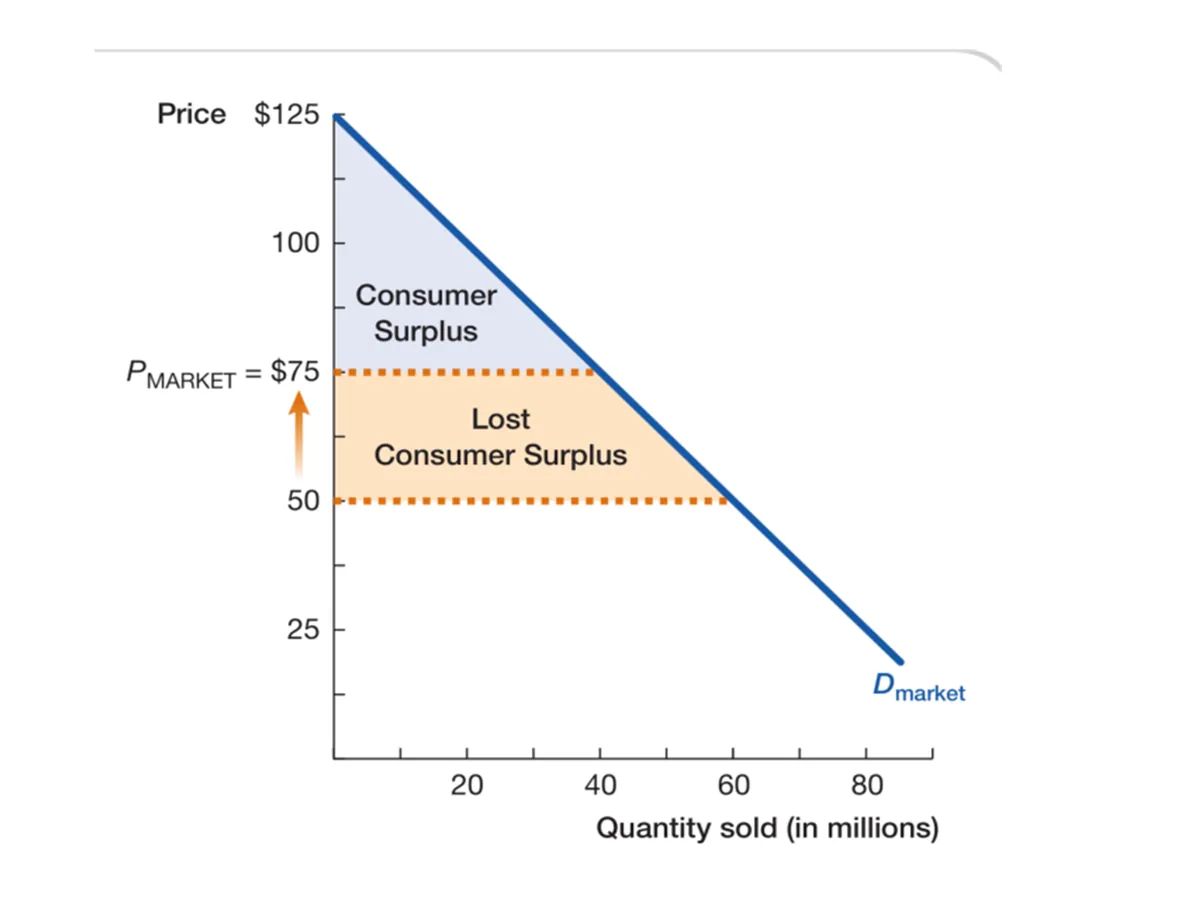 Price $125
100
Consumer
Surplus
PMARKET = $75
Lost
Consumer Surplus
50
25
Dmarket
20 40 60 80
Quantity sold (in millions)